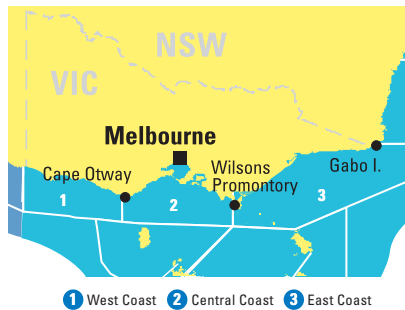 NSW
VIC
Melbourne
Cape Otway
Wilsons
Promontory
Gabo I.
1
2
3
1 West Coast 2 Central Coast 3 East Coast